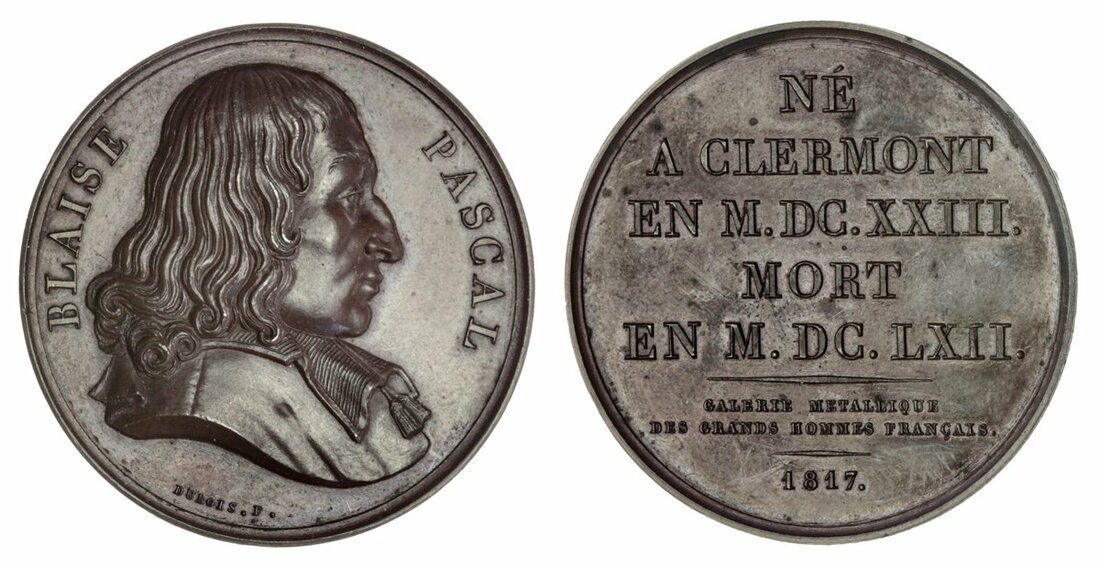 BLAISE PASCAL
DUBOIS. F.
NÉ
A CLERMONT
EN M. DC. XXIII.
MORT
EN M. DC. LXII.
GALERIE METALLIQUE
DES GRANDS HOMMES FRANÇAIS.
1817.